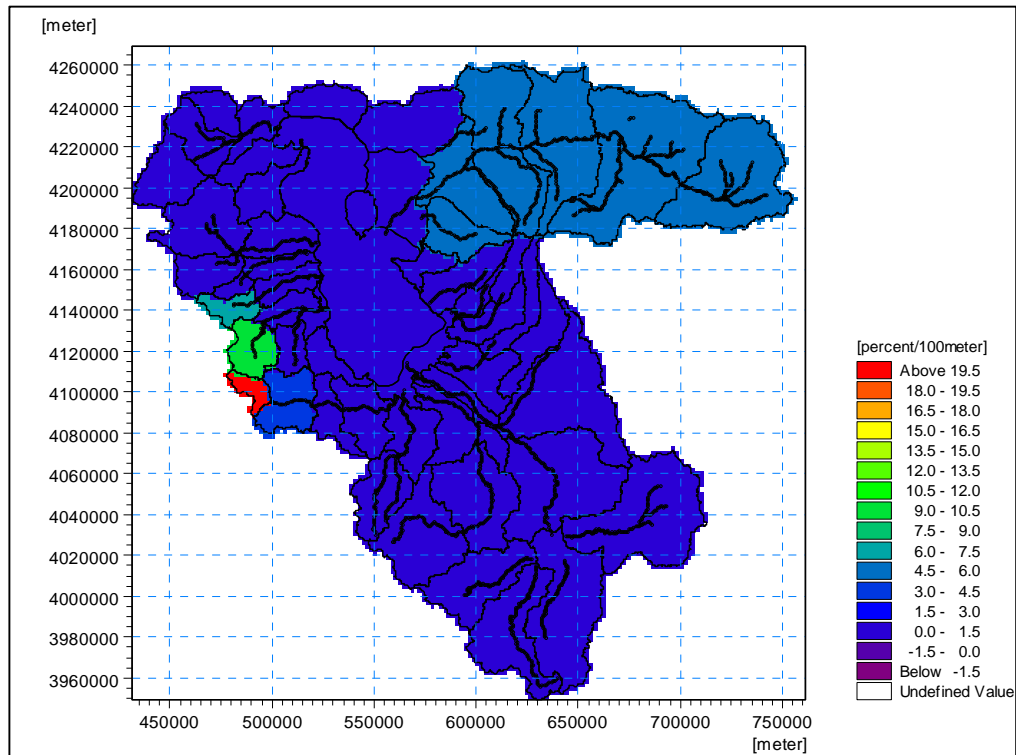 [meter]
4260000
4240000
4220000
4200000
4180000
4160000
4140000
4120000
4100000
4080000
4060000
4040000
4020000
4000000
3980000
3960000
450000 500000 550000 600000 650000 700000 750000
[meter]
[percent/100meter]
Above 19.5
18.0 - 19.5
16.5 - 18.0
15.0 - 16.5
13.5 - 15.0
12.0 - 13.5
10.5 - 12.0
9.0 - 10.5
7.5 - 9.0
6.0 - 7.5
4.5 - 6.0
3.0 - 4.5
1.5 - 3.0
0.0 - 1.5
-1.5 - 0.0
Below -1.5
Undefined Value